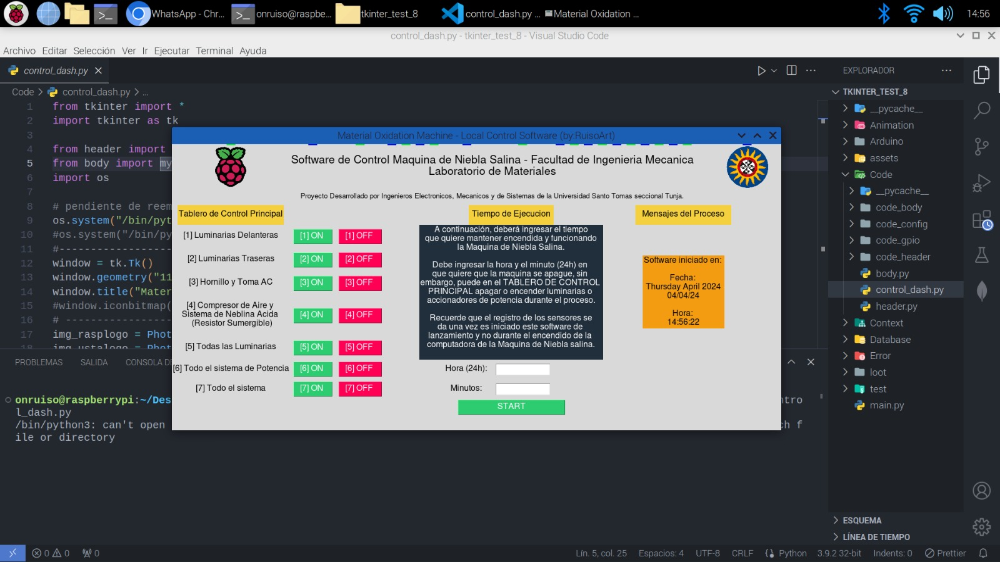 WhatsApp - Chr...
onruiso@raspbe...
tkinter_test_8
control_dash.py ...
Material Oxidation ...
14:56
control_dash.py - tkinter_test_8 - Visual Studio Code
Archivo Editar Selección Ver Ir Ejecutar Terminal Ayuda
control_dash.py
Code > control_dash.py > ...
1 from tkinter import *
2 import tkinter as tk
3
4 from header import
5 from body import my
6 import os
7
8 # pendiente de reem
9 os.system("/bin/pyt
10 #os.system("/bin/py
11 #------------------
12 window = tk.Tk()
13 window.geometry("11
14 window.title("Mater
15 #window.iconbitmap(
16 # -----------------
17 img_rasplogo = Phot
18 img_ustalogo = Phot
Material Oxidation Machine - Local Control Software (by:RuisoArt)
Software de Control Maquina de Niebla Salina - Facultad de Ingenieria Mecanica
Laboratorio de Materiales
Proyecto Desarrollado por Ingenieros Electronicos, Mecanicos y de Sistemas de la Universidad Santo Tomas seccional Tunja.
Tablero de Control Principal
[1] Luminarias Delanteras [1] ON [1] OFF
[2] Luminarias Traseras [2] ON [2] OFF
[3] Hornillo y Toma AC [3] ON [3] OFF
[4] Compresor de Aire y
Sistema de Neblina Acida
(Resistor Sumergible)
[4] ON [4] OFF
[5] Todas las Luminarias [5] ON [5] OFF
[6] Todo el sistema de Potencia [6] ON [6] OFF
[7] Todo el sistema [7] ON [7] OFF
Tiempo de Ejecucion
A continuación, deberá ingresar el tiempo
que quiere mantener encendida y funcionando
la Maquina de Niebla Salina.
Debe ingresar la hora y el minuto (24h) en
que quiere que la maquina se apague, sin
embargo, puede en el TABLERO DE CONTROL
PRINCIPAL apagar o encender luminarias o
accionadores de potencia durante el proceso.
Recuerde que el registro de los sensores se
da una vez es iniciado este software de
lanzamiento y no durante el encendido de la
computadora de la Maquina de Niebla salina.
Hora (24h):
Minutos:
START
Mensajes del Proceso
Software iniciado en:
Fecha:
Thursday April 2024
04/04/24
Hora:
14:56:22
PROBLEMAS SALIDA CONSOLA DE
onruiso@raspberrypi:~/Des ntro
l_dash.py
/bin/python3: can't open ch f
ile or directory
EXPLORADOR
TKINTER_TEST_8
__pycache__
Animation
Arduino
assets
Code
__pycache__
code_body
code_config
code_gpio
code_header
body.py
control_dash.py
header.py
Context
Database
Error
loot
test
main.py
ESQUEMA
LÍNEA DE TIEMPO
0 0 0
Lín. 5, col. 25 Espacios: 4 UTF-8 CRLF Python 3.9.2 32-bit Indents: 0 Prettier